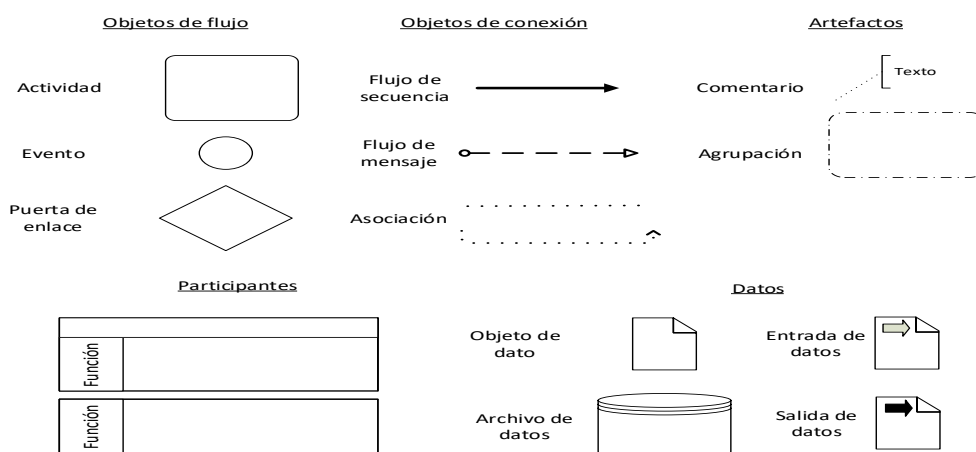 Objetos de flujo
Objetos de conexión
Artefactos
Actividad
Flujo de
secuencia
Comentario
Texto
Evento
Flujo de
mensaje
Agrupación
Puerta de
enlace
Asociación
Participantes
Datos
Función
Función
Objeto de
dato
Entrada de
datos
Archivo de
datos
Salida de
datos